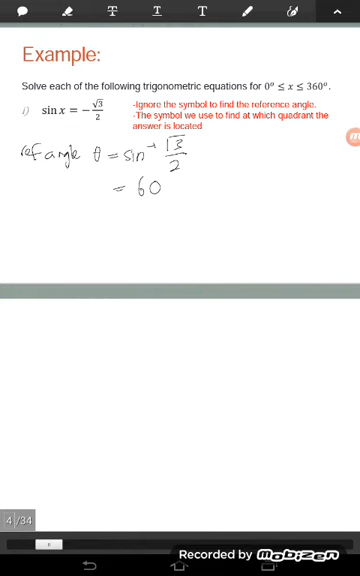 Example:
Solve each of the following trigonometric equations for 0° ≤ x ≤ 360°.
i) sin x = −√3/2
-Ignore the symbol to find the reference angle.
-The symbol we use to find at which quadrant the
answer is located
ref angle θ = sin⁻¹ √3/2
= 60
4 /34
8
Recorded by Mobizen